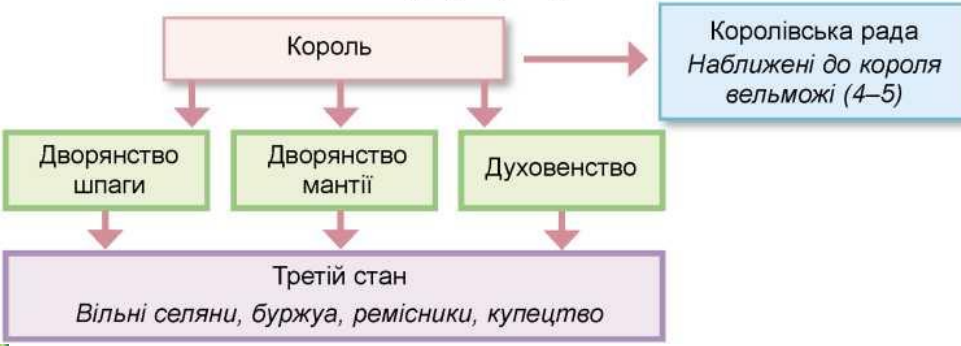 Король
Королівська рада
Наближені до короля
вельможі (4–5)
Дворянство
шпаги
Дворянство
мантії
Духовенство
Третій стан
Вільні селяни, буржуа, ремісники, купецтво